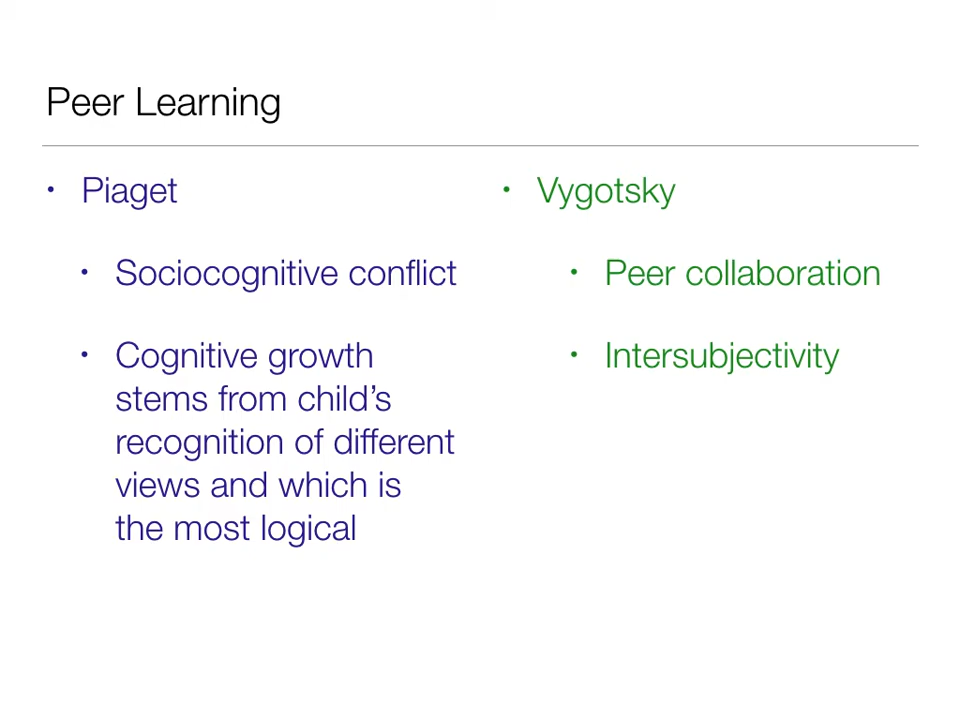 Peer Learning
• Piaget
• Sociocognitive conflict
• Cognitive growth
stems from child’s
recognition of different
views and which is
the most logical
• Vygotsky
• Peer collaboration
• Intersubjectivity